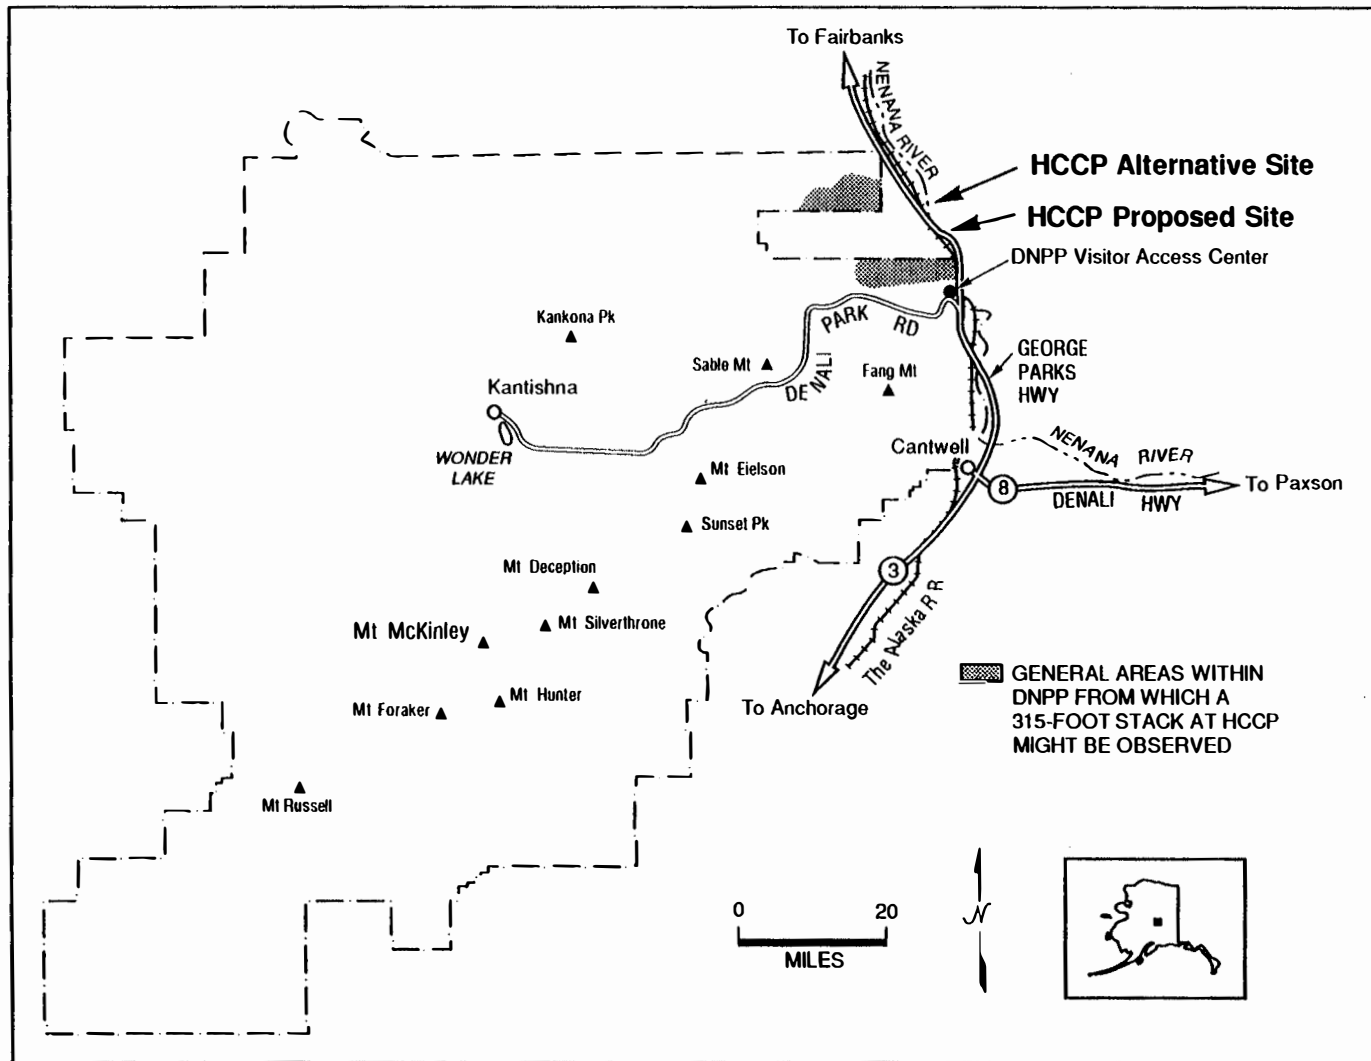 To Fairbanks
NENANA RIVER
HCCP Alternative Site
HCCP Proposed Site
DNPP Visitor Access Center
Kankona Pk
PARK RD
DENALI
Sable Mt
Fang Mt
GEORGE
PARKS
HWY
Kantishna
WONDER
LAKE
Cantwell
NENANA RIVER
Mt Eielson
8
DENALI HWY
To Paxson
Sunset Pk
Mt Deception
3
Mt Silverthrone
Mt McKinley
The Alaska R R
GENERAL AREAS WITHIN
DNPP FROM WHICH A
315-FOOT STACK AT HCCP
MIGHT BE OBSERVED
Mt Hunter
Mt Foraker
To Anchorage
Mt Russell
0 20
MILES
N